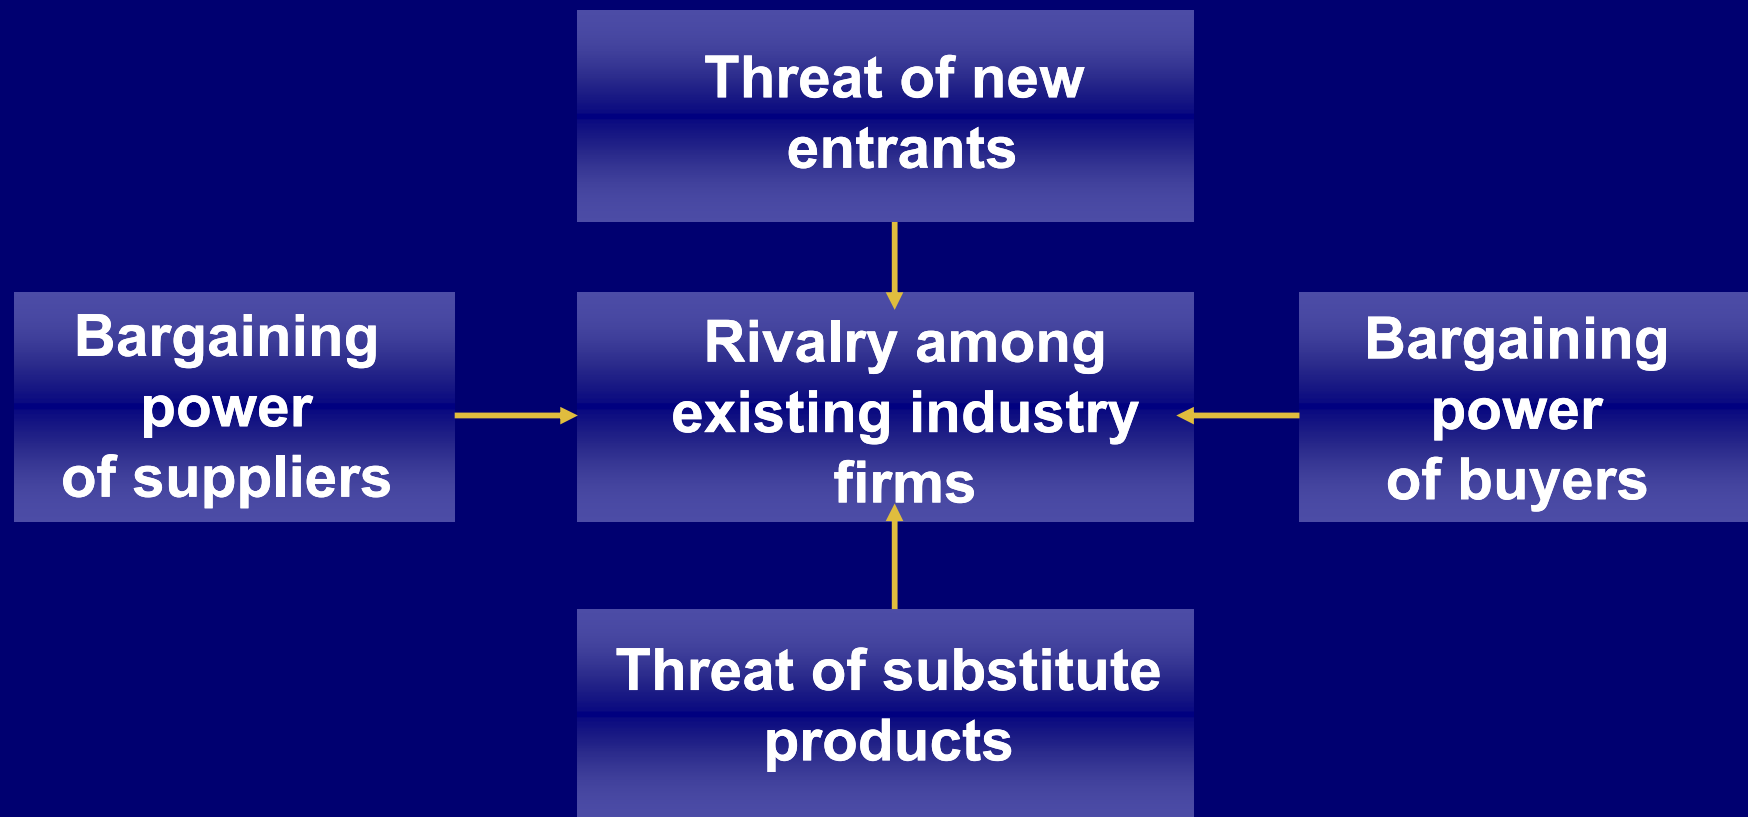 Threat of new
entrants
Bargaining
power
of suppliers
Rivalry among
existing industry
firms
Bargaining
power
of buyers
Threat of substitute
products